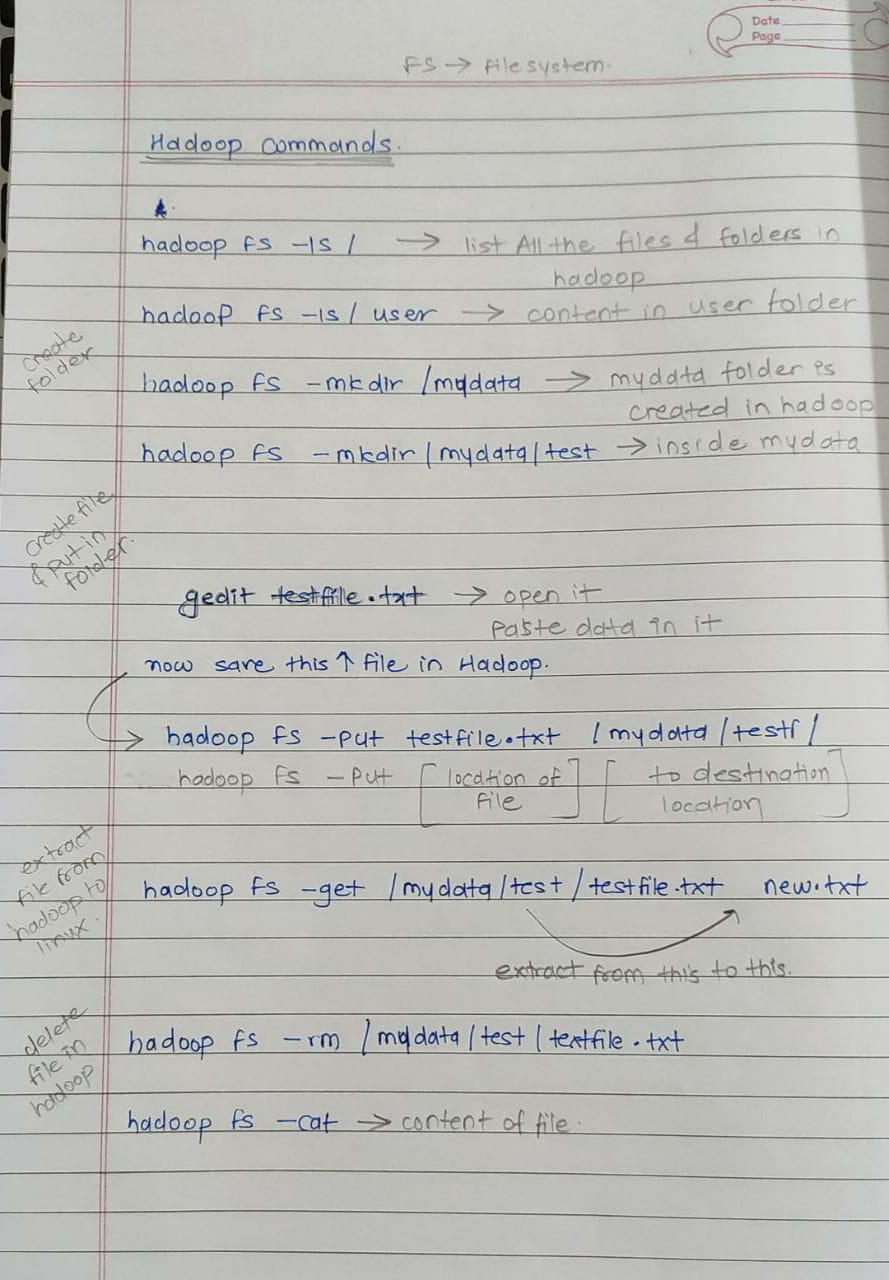 Date
Page
FS → file system.
Hadoop commands.
hadoop fs -ls / → list All the files & folders in
hadoop
hadoop fs -ls / user → content in user folder
create
folder
hadoop fs -mkdir /mydata → mydata folder is
created in hadoop
hadoop fs -mkdir /mydata/test → inside mydata
create file
& put in
folder.
gedit testfile.txt → open it
paste data in it
now save this ↑ file in Hadoop.
→ hadoop fs -put testfile.txt /mydata/test/
hadoop fs -put [location of [to destination
file] location]
extract
file from
hadoop to
linux.
hadoop fs -get /mydata/test/testfile.txt new.txt
extract from this to this.
delete
file in
hadoop
hadoop fs -rm /mydata/test/textfile.txt
hadoop fs -cat → content of file.